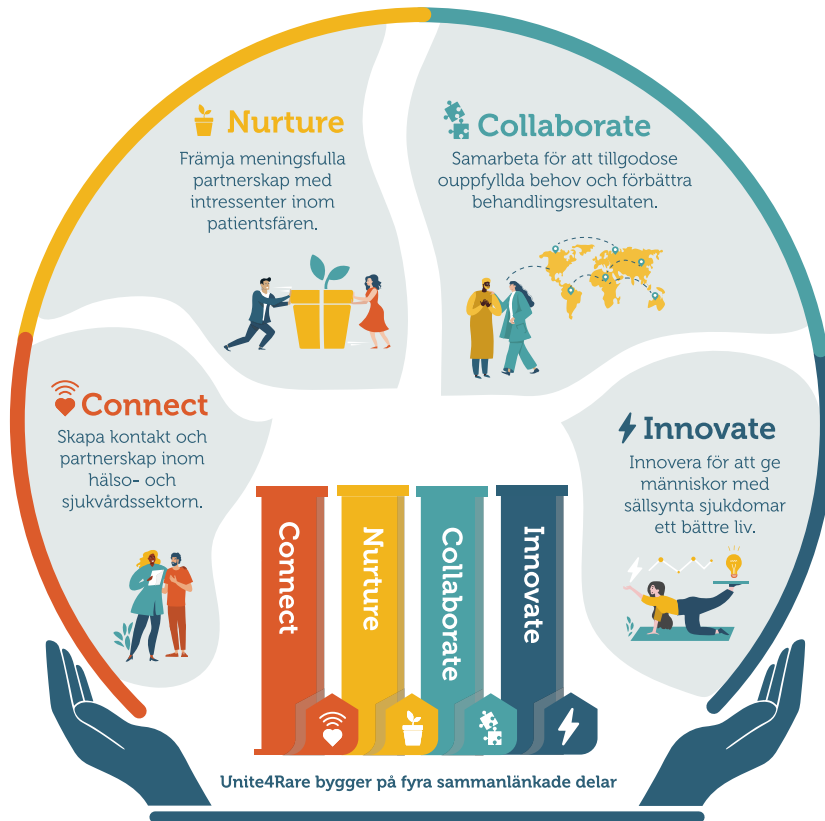 Nurture
Främja meningsfulla
partnerskap med
intressenter inom
patientsfären.
Collaborate
Samarbeta för att tillgodose
ouppfyllda behov och förbättra
behandlingsresultaten.
Connect
Skapa kontakt och
partnerskap inom
hälso- och
sjukvårdssektorn.
Innovate
Innovera för att ge
människor med
sällsynta sjukdomar
ett bättre liv.
Connect
Nurture
Collaborate
Innovate
Unite4Rare bygger på fyra sammanlänkade delar